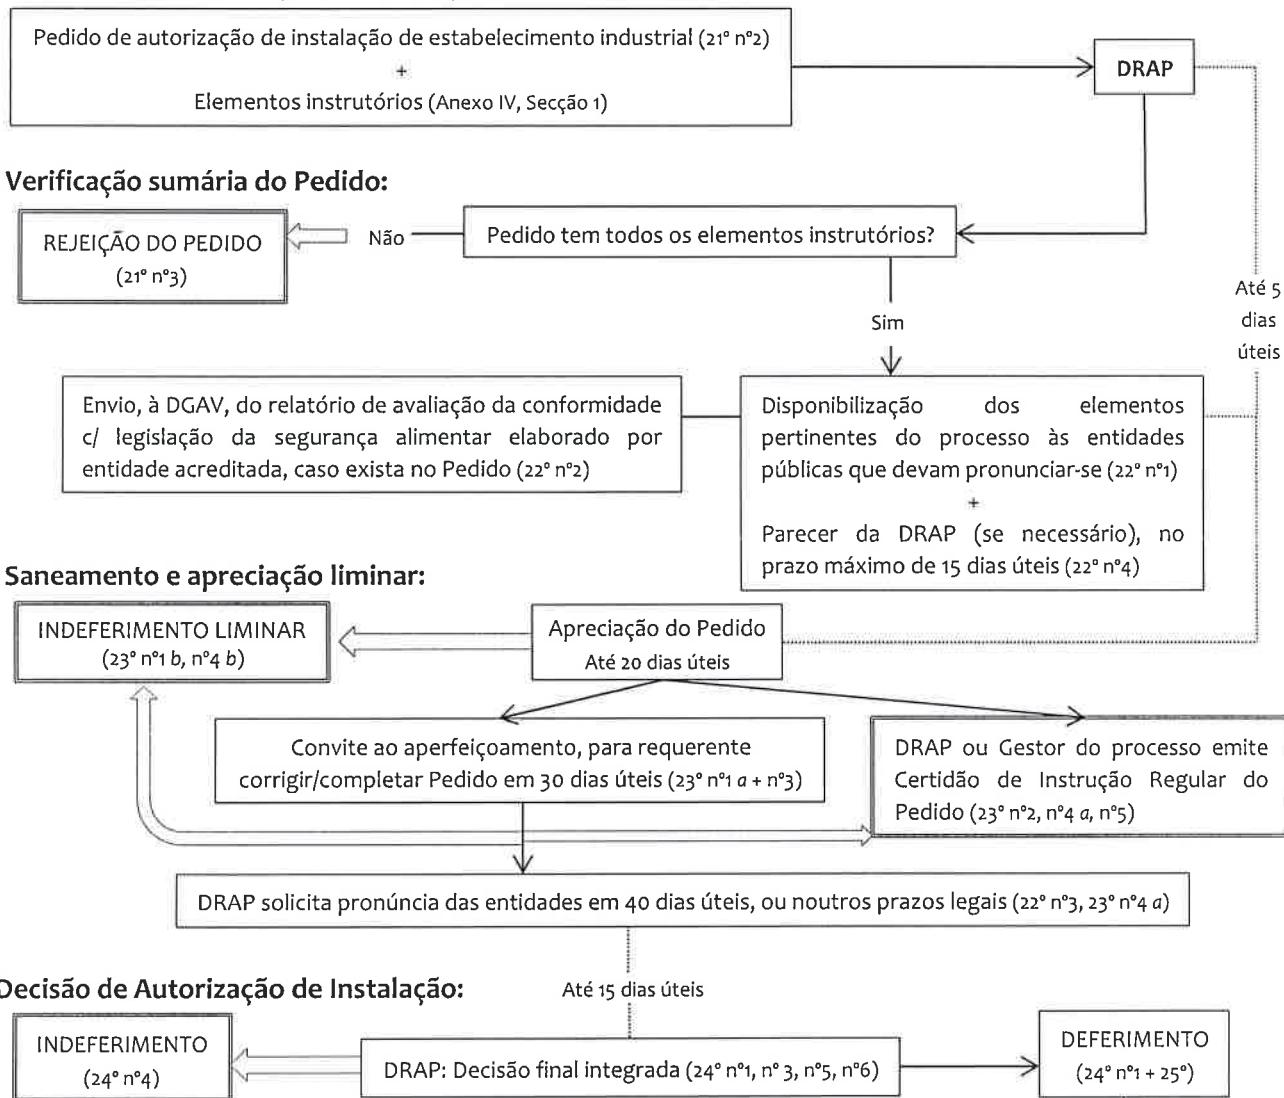 Pedido de autorização de instalação de estabelecimento industrial (21º nº2)
+
Elementos instrutórios (Anexo IV, Secção 1)
DRAP
Verificação sumária do Pedido:
REJEIÇÃO DO PEDIDO
(21º nº3)
Não
Pedido tem todos os elementos instrutórios?
Até 5
dias
úteis
Sim
Envio, à DGAV, do relatório de avaliação da conformidade
c/ legislação da segurança alimentar elaborado por
entidade acreditada, caso exista no Pedido (22º nº2)
Disponibilização dos elementos
pertinentes do processo às entidades
públicas que devam pronunciar-se (22º nº1)
+
Parecer da DRAP (se necessário), no
prazo máximo de 15 dias úteis (22º nº4)
Saneamento e apreciação liminar:
INDEFERIMENTO LIMINAR
(23º nº1 b, nº4 b)
Apreciação do Pedido
Até 20 dias úteis
Convite ao aperfeiçoamento, para requerente
corrigir/completar Pedido em 30 dias úteis (23º nº1 a + nº3)
DRAP ou Gestor do processo emite
Certidão de Instrução Regular do
Pedido (23º nº2, nº4 a, nº5)
DRAP solicita pronúncia das entidades em 40 dias úteis, ou noutros prazos legais (22º nº3, 23º nº4 a)
Decisão de Autorização de Instalação:
Até 15 dias úteis
INDEFERIMENTO
(24º nº4)
DRAP: Decisão final integrada (24º nº1, nº 3, nº5, nº6)
DEFERIMENTO
(24º nº1 + 25º)